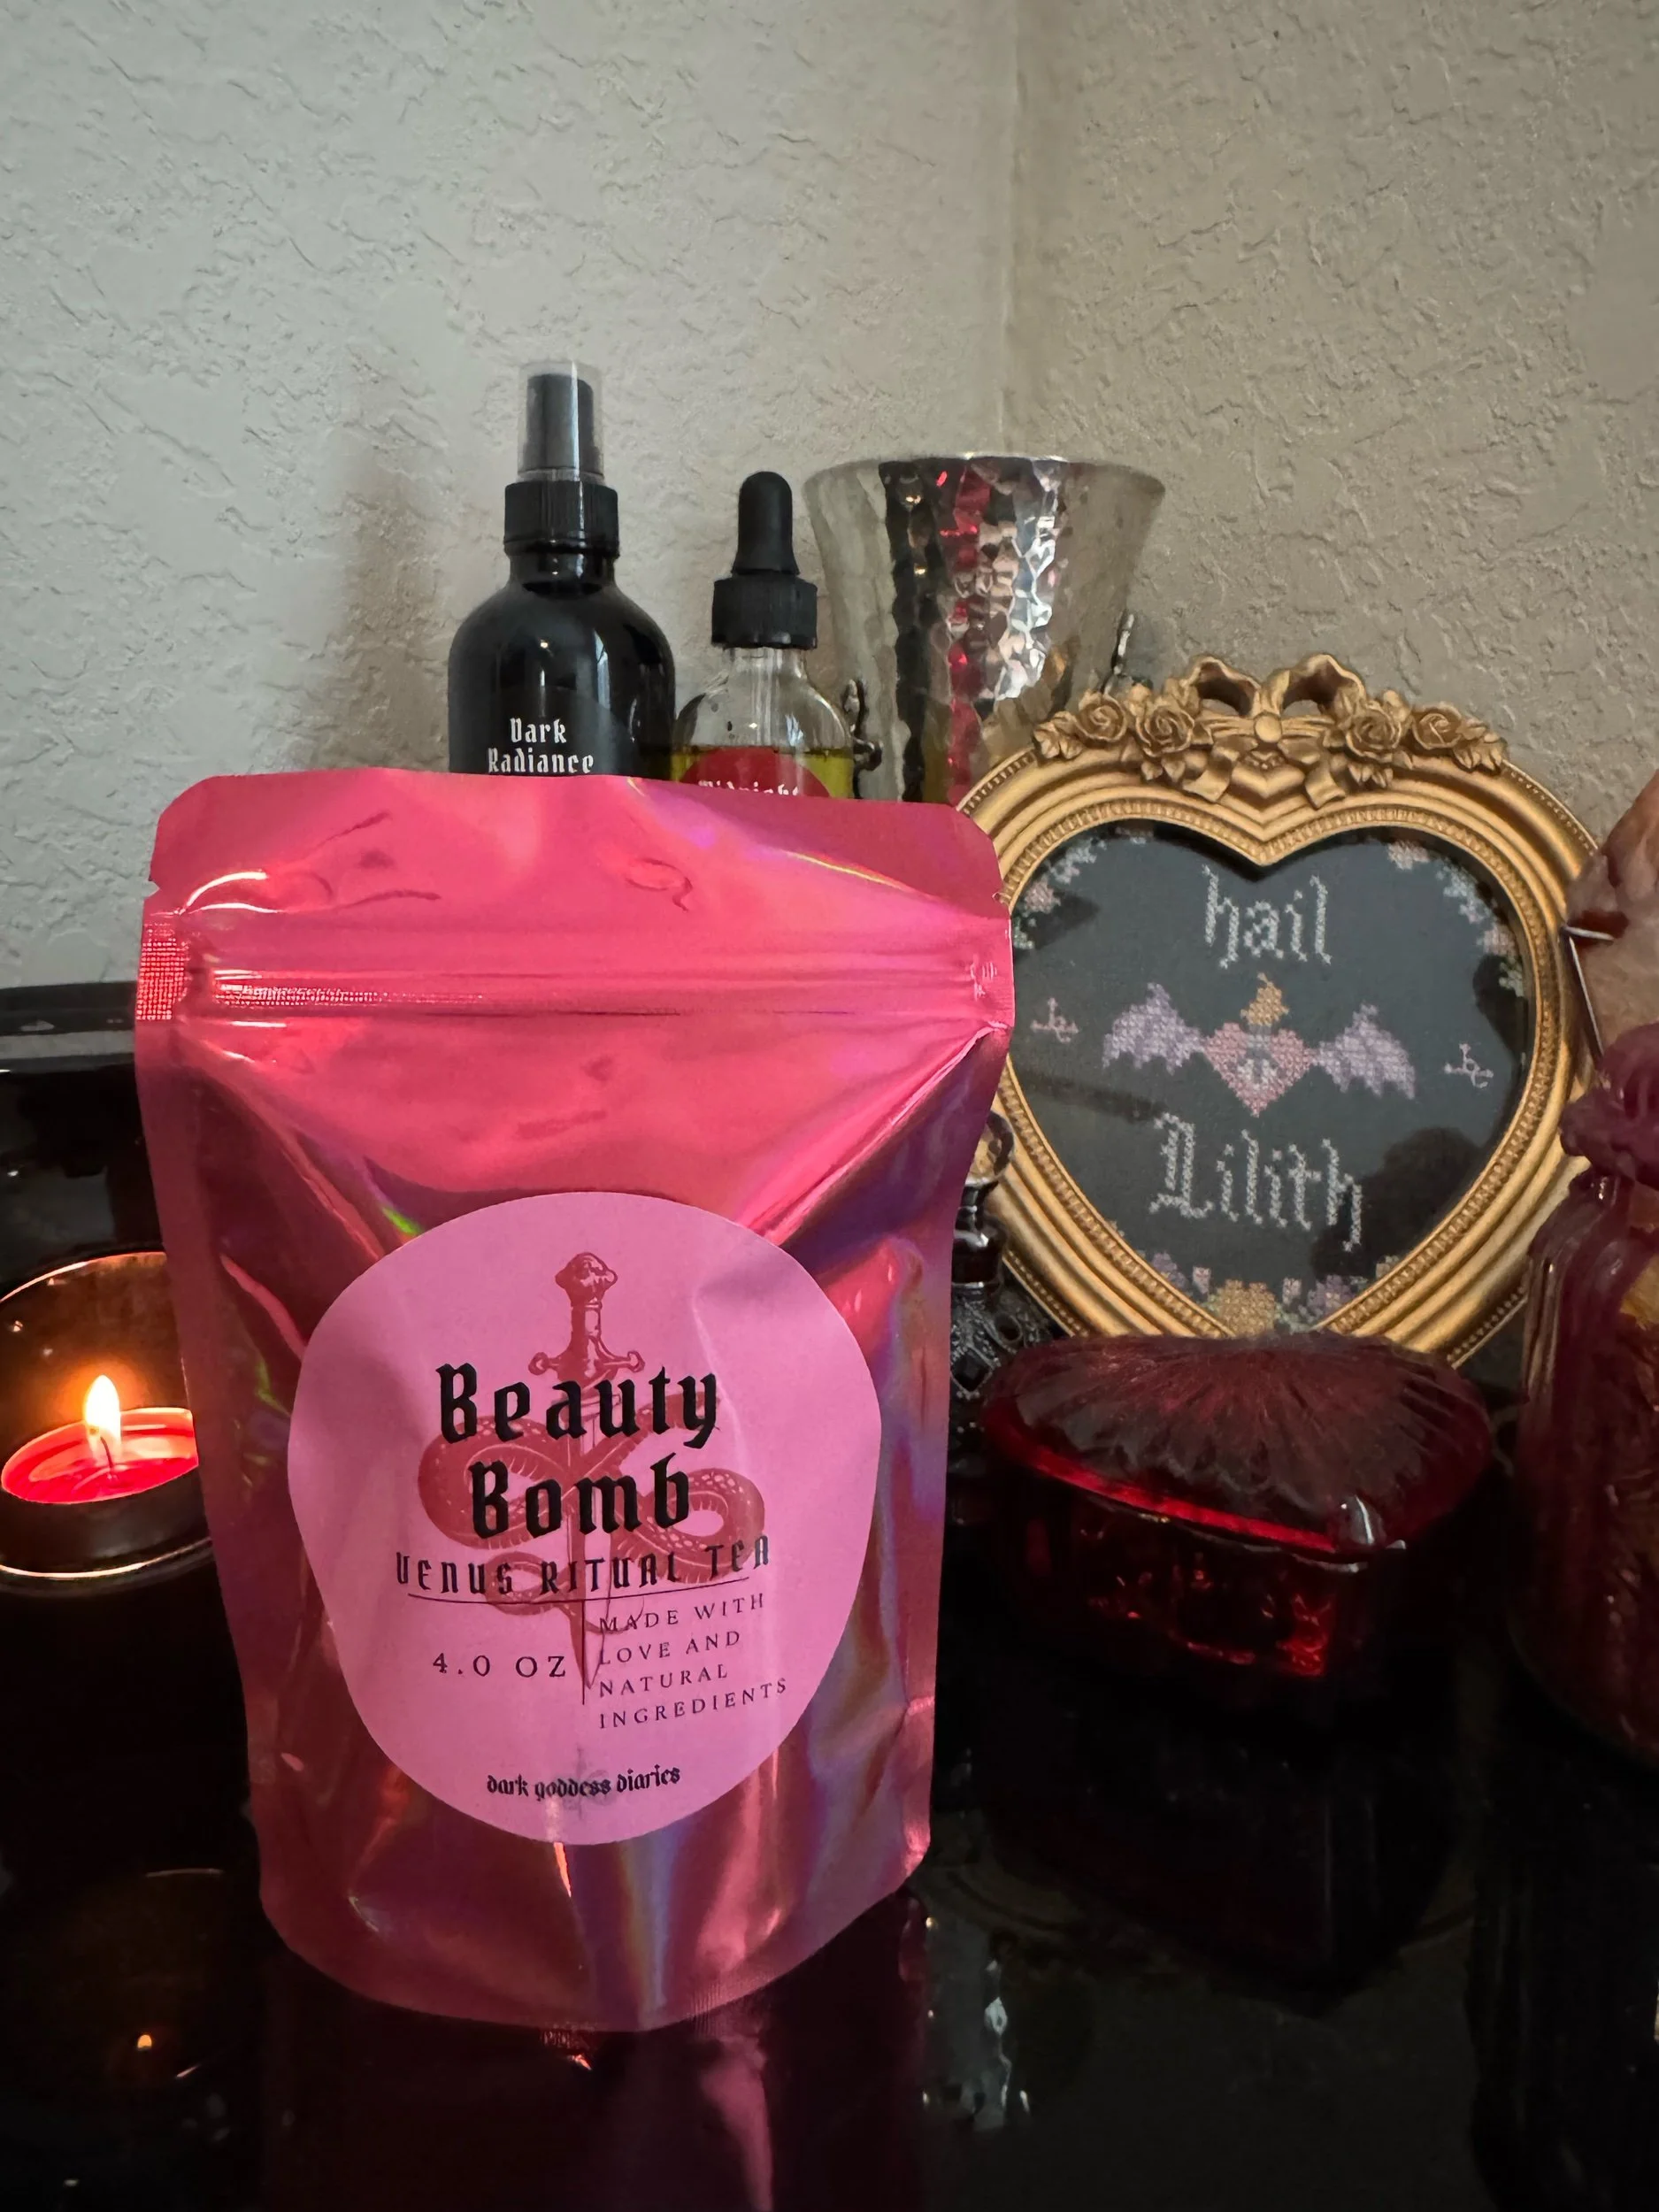 Dark
Radiance
Midnight
hail
Lilith
Beauty
Bomb
VENUS RITUAL TEA
4.0 OZ
MADE WITH
LOVE AND
NATURAL
INGREDIENTS
dark goddess diaries